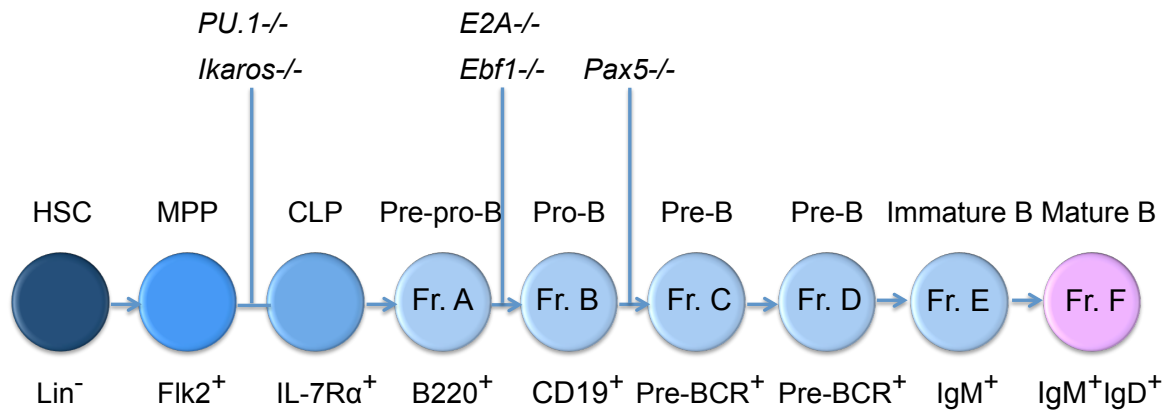 PU.1-/- E2A-/-
Ikaros-/- Ebf1-/- Pax5-/-
HSC MPP CLP Pre-pro-B Pro-B Pre-B Pre-B Immature B Mature B
Fr. A Fr. B Fr. C Fr. D Fr. E Fr. F
Lin⁻ Flk2⁺ IL-7Rα⁺ B220⁺ CD19⁺ Pre-BCR⁺ Pre-BCR⁺ IgM⁺ IgM⁺IgD⁺